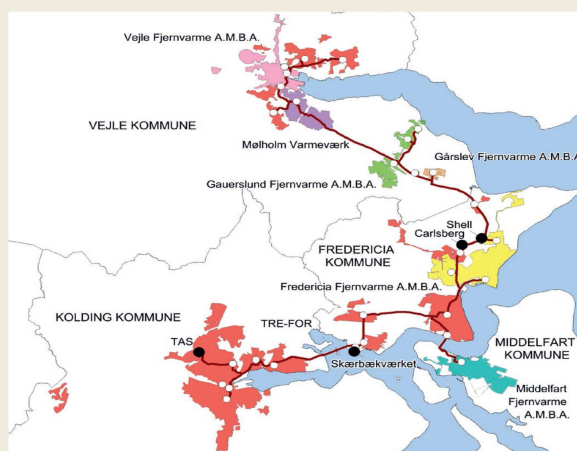 Vejle Fjernvarme A.M.B.A.
VEJLE KOMMUNE
Mølholm Varmeværk
Gårslev Fjernvarme A.M.B.A.
Gauerslund Fjernvarme A.M.B.A.
Shell
Carlsberg
FREDERICIA
KOMMUNE
Fredericia Fjernvarme A.M.B.A.
KOLDING KOMMUNE
TRE-FOR
TAS
MIDDELFART
KOMMUNE
Skærbækværket
Middelfart
Fjernvarme
A.M.B.A.